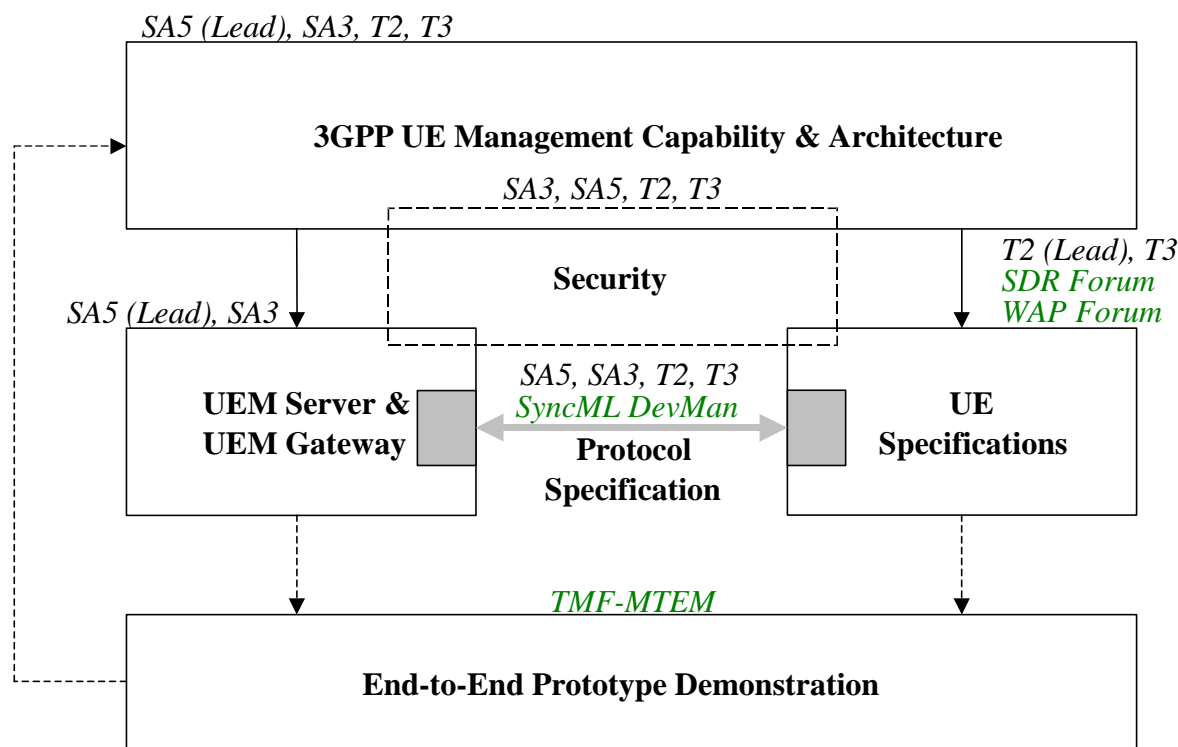 SA5 (Lead), SA3, T2, T3
3GPP UE Management Capability & Architecture
SA3, SA5, T2, T3
Security
T2 (Lead), T3
SDR Forum
WAP Forum
SA5 (Lead), SA3
UEM Server &
UEM Gateway
SA5, SA3, T2, T3
SyncML DevMan
Protocol
Specification
UE
Specifications
TMF-MTEM
End-to-End Prototype Demonstration